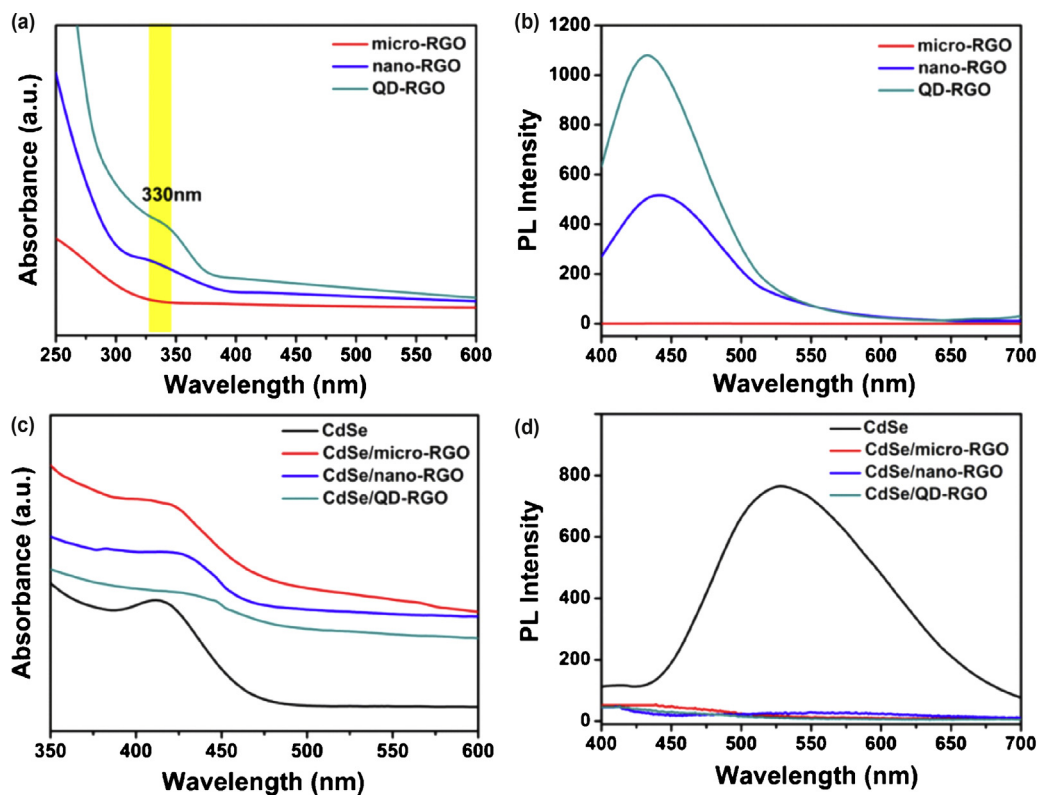 (a)
micro-RGO
nano-RGO
QD-RGO
330nm
Absorbance (a.u.)
250 300 350 400 450 500 550 600
Wavelength (nm)
(b)
1200
1000
800
600
400
200
0
micro-RGO
nano-RGO
QD-RGO
PL Intensity
400 450 500 550 600 650 700
Wavelength (nm)
(c)
CdSe
CdSe/micro-RGO
CdSe/nano-RGO
CdSe/QD-RGO
Absorbance (a.u.)
350 400 450 500 550 600
Wavelength (nm)
(d)
800
600
400
200
0
CdSe
CdSe/micro-RGO
CdSe/nano-RGO
CdSe/QD-RGO
PL Intensity
400 450 500 550 600 650 700
Wavelength (nm)